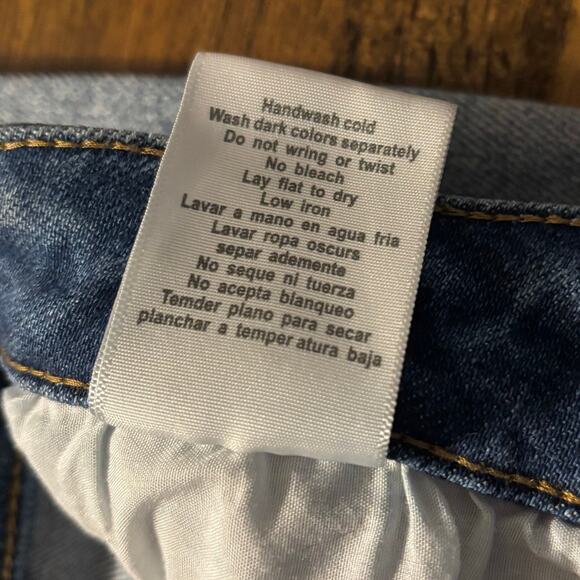 Handwash cold
Wash dark colors separately
Do not wring or twist
No bleach
Lay flat to dry
Low iron
Lavar a mano en agua fria
Lavar ropa oscurs
separ ademente
No seque ni tuerza
No acepta blanqueo
Temder plano para secar
planchar a temper atura baja